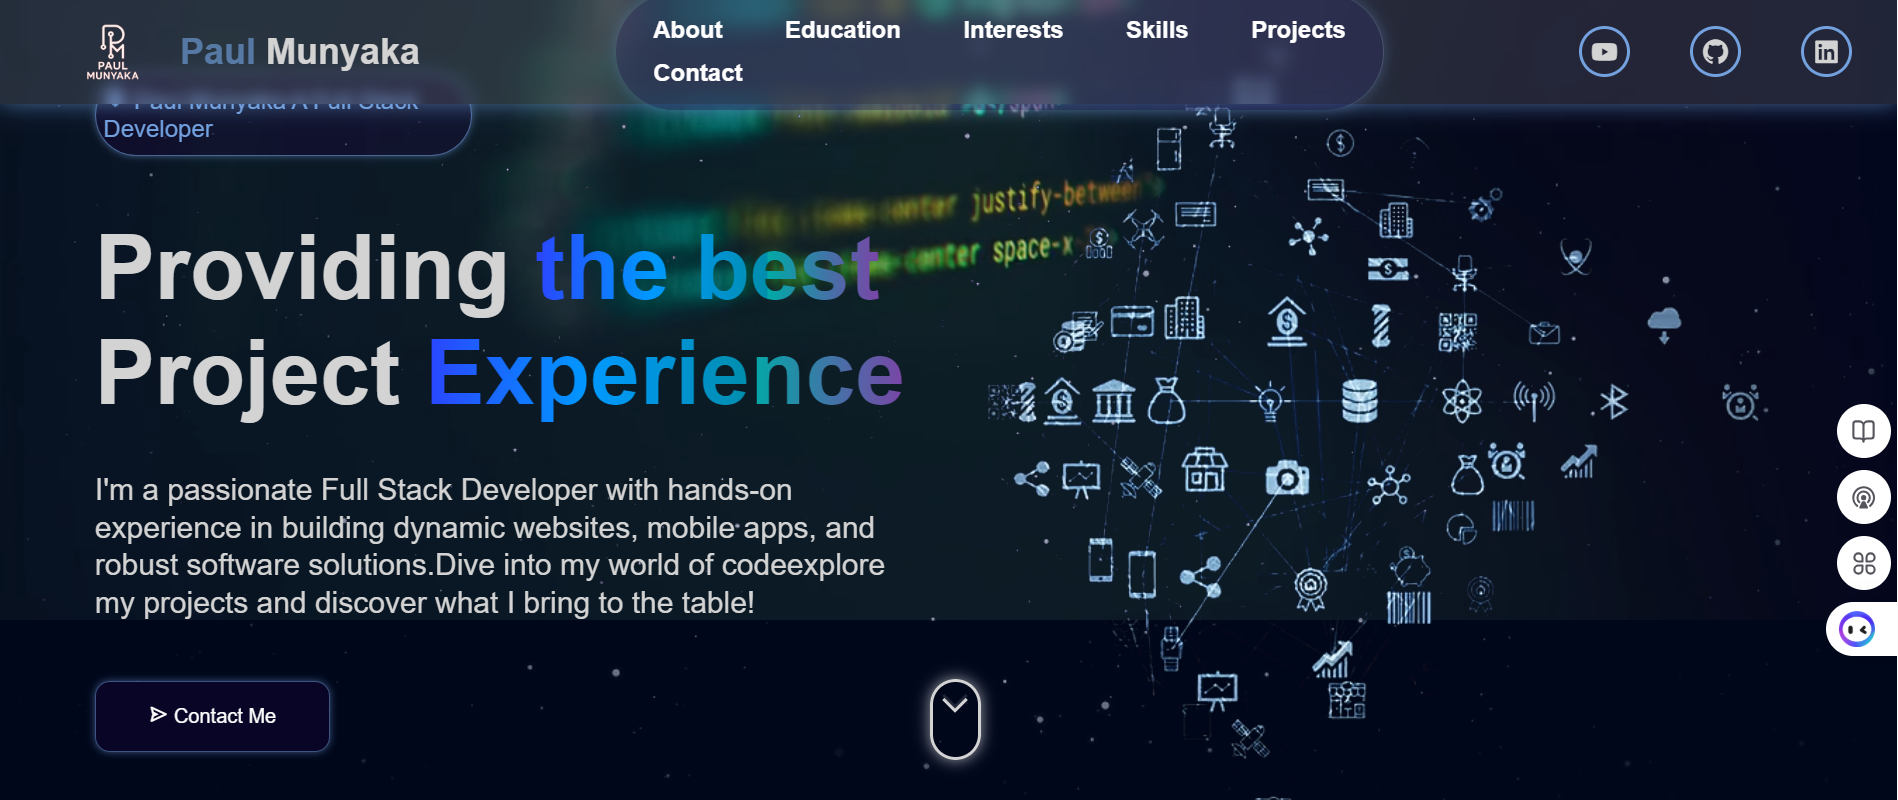 PAUL
MUNYAKA
Paul Munyaka
About
Education
Interests
Skills
Projects
Contact
Paul Munyaka A Full Stack
Developer
Providing the best
Project Experience
I'm a passionate Full Stack Developer with hands-on
experience in building dynamic websites, mobile apps, and
robust software solutions.Dive into my world of codeexplore
my projects and discover what I bring to the table!
Contact Me
justify-between
center space-x